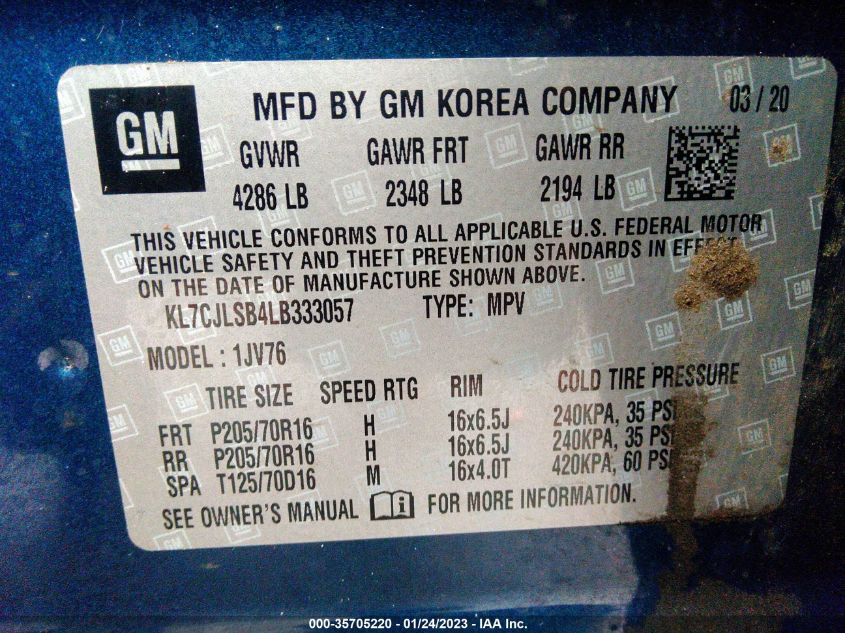 GM
MFD BY GM KOREA COMPANY 03/20
GVWR GAWR FRT GAWR RR
4286 LB 2348 LB 2194 LB
THIS VEHICLE CONFORMS TO ALL APPLICABLE U.S. FEDERAL MOTOR
VEHICLE SAFETY AND THEFT PREVENTION STANDARDS IN EFFECT
ON THE DATE OF MANUFACTURE SHOWN ABOVE.
KL7CJLSB4LB333057 TYPE: MPV
MODEL : 1JV76
TIRE SIZE SPEED RTG RIM COLD TIRE PRESSURE
FRT P205/70R16 H 16x6.5J 240KPA, 35 PSI
RR P205/70R16 H 16x6.5J 240KPA, 35 PSI
SPA T125/70D16 M 16x4.0T 420KPA, 60 PSI
SEE OWNER'S MANUAL i FOR MORE INFORMATION.
000-35705220 - 01/24/2023 - IAA Inc.